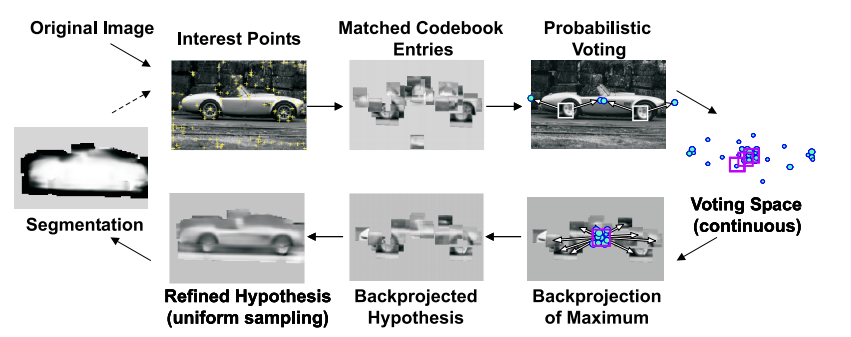 Original Image
Interest Points
Matched Codebook
Entries
Probabilistic
Voting
Voting Space
(continuous)
Segmentation
Refined Hypothesis
(uniform sampling)
Backprojected
Hypothesis
Backprojection
of Maximum